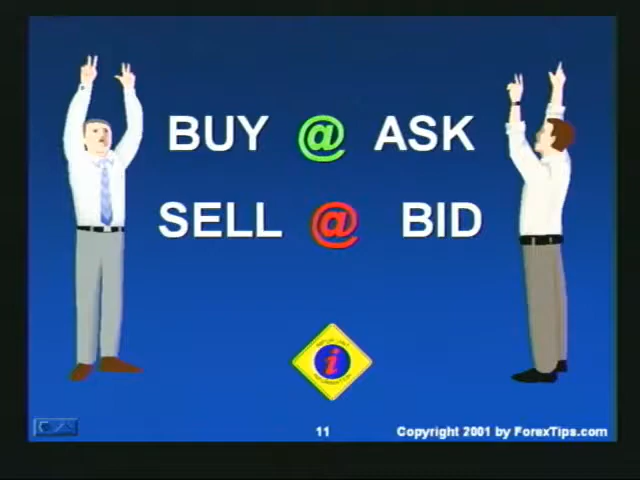 BUY @ ASK
SELL @ BID
i
11
Copyright 2001 by ForexTips.com